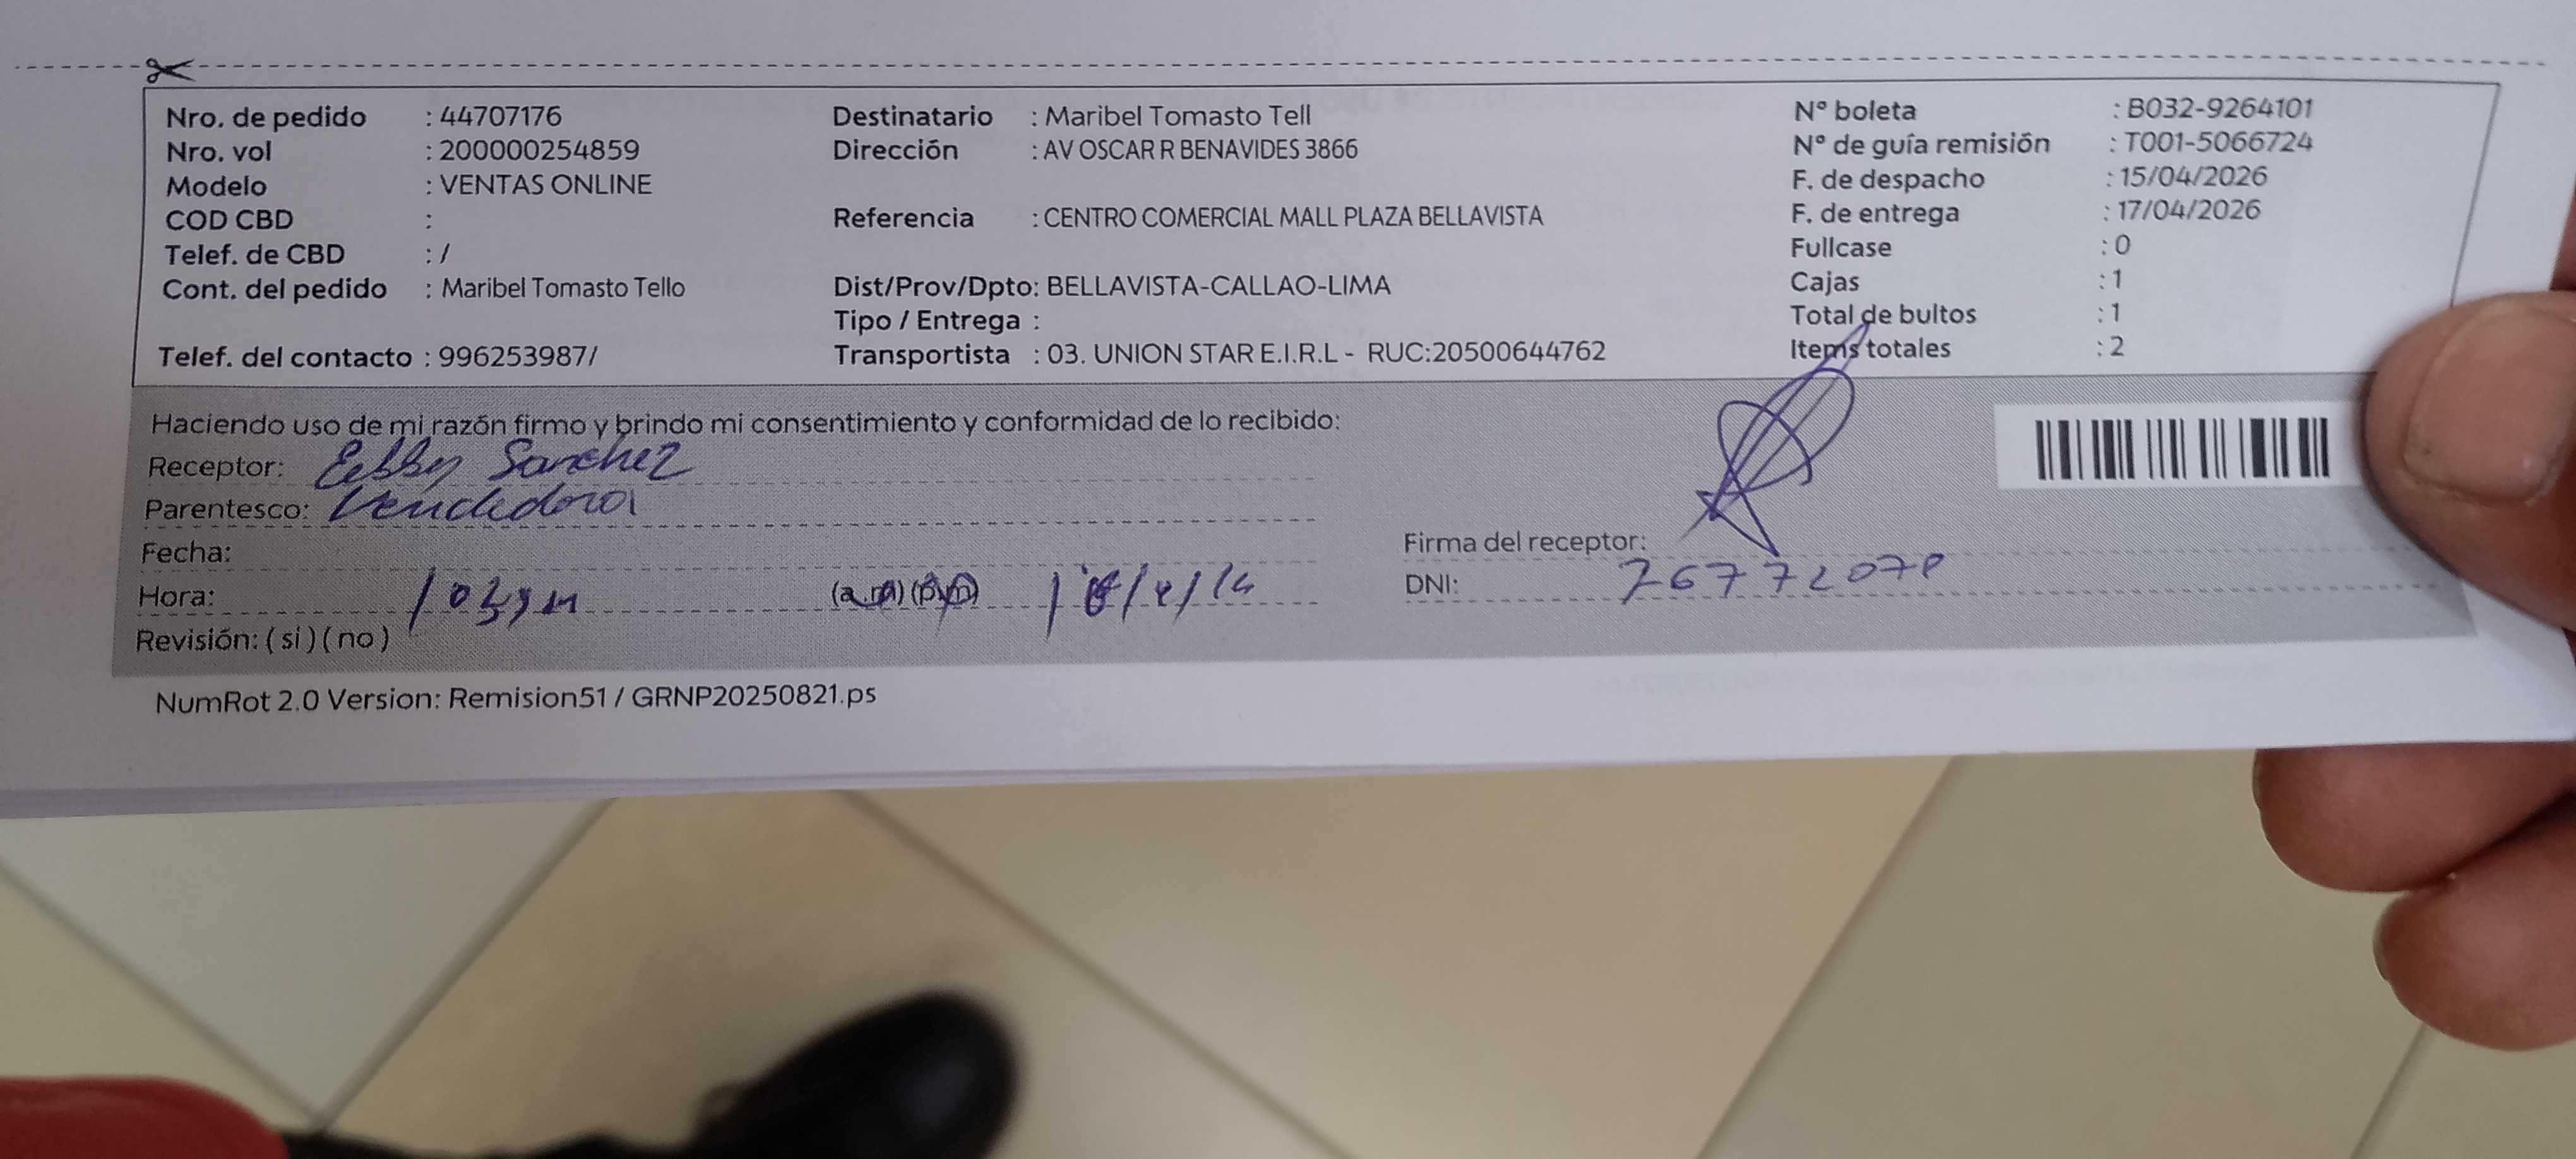 Nro. de pedido : 44707176
Nro. vol : 200000254859
Modelo : VENTAS ONLINE
COD CBD :
Telef. de CBD : /
Cont. del pedido : Maribel Tomasto Tello
Telef. del contacto : 996253987/
Destinatario : Maribel Tomasto Tell
Dirección : AV OSCAR R BENAVIDES 3866
Referencia : CENTRO COMERCIAL MALL PLAZA BELLAVISTA
Dist/Prov/Dpto: BELLAVISTA-CALLAO-LIMA
Tipo / Entrega :
Transportista : 03. UNION STAR E.I.R.L - RUC:20500644762
N° boleta : B032-9264101
N° de guía remisión : T001-5066724
F. de despacho : 15/04/2026
F. de entrega : 17/04/2026
Fullcase : 0
Cajas : 1
Total de bultos : 1
Items totales : 2
Haciendo uso de mi razón firmo y brindo mi consentimiento y conformidad de lo recibido:
Receptor: Sanchez
Parentesco: Vendedora
Fecha:
Hora: (a.m) (p.m)
Revisión: ( si ) ( no )
Firma del receptor:
DNI:
NumRot 2.0 Version: Remision51 / GRNP20250821.ps